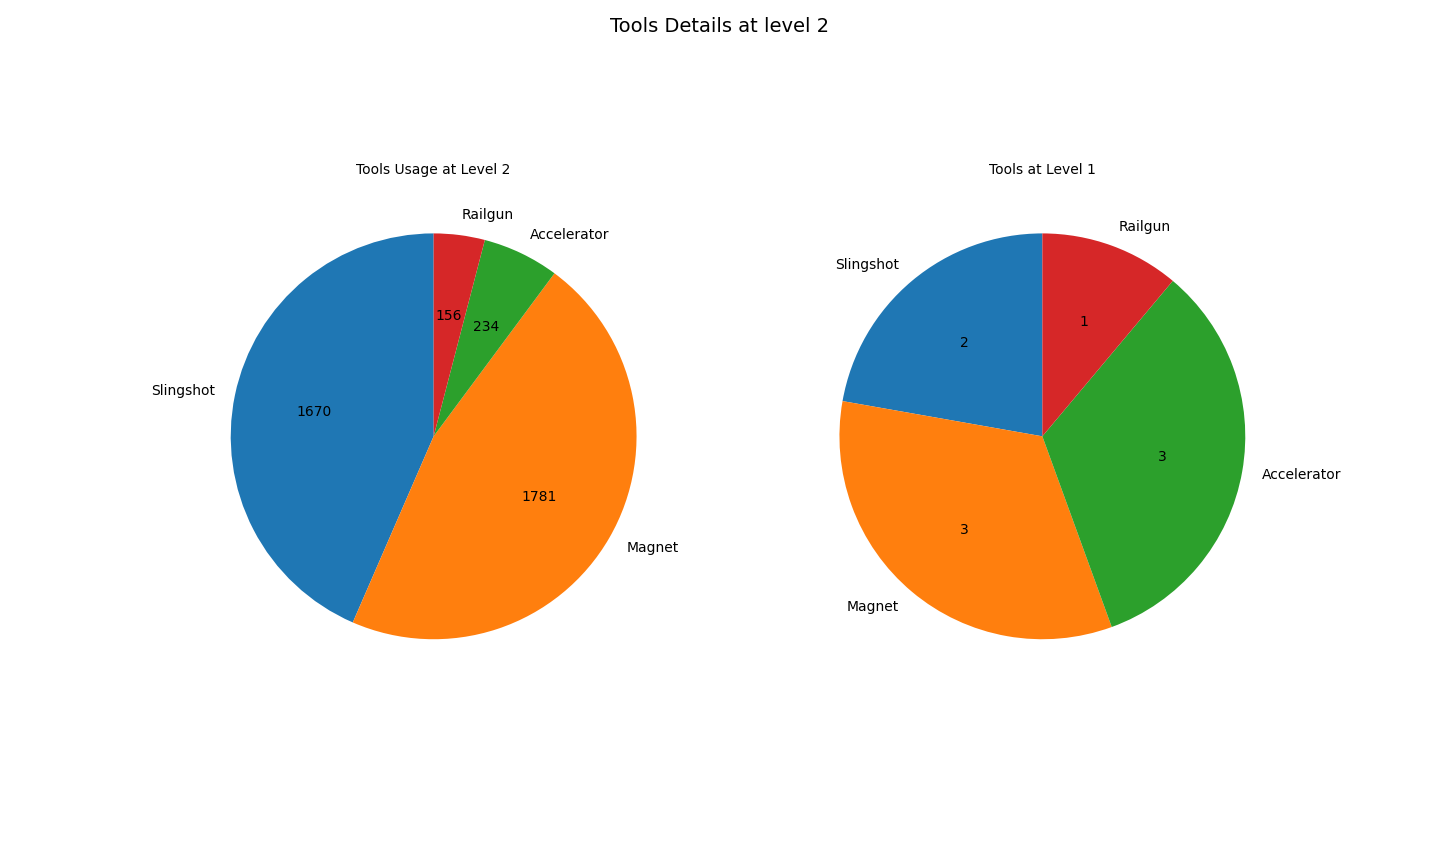 Tools Details at level 2
Tools Usage at Level 2
Railgun
Accelerator
156
234
Slingshot
1670
1781
Magnet
Tools at Level 1
Railgun
Slingshot
1
2
3
Accelerator
3
Magnet